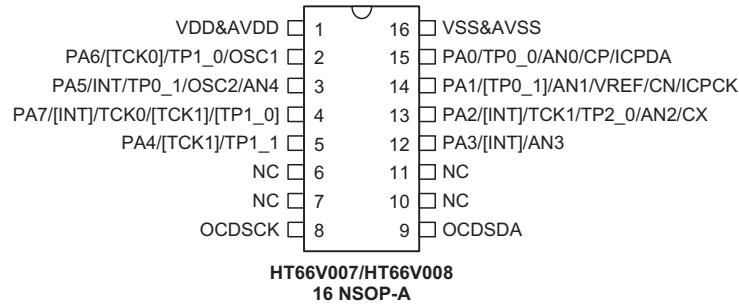 VDD&AVDD 1 16 VSS&AVSS
PA6/[TCK0]/TP1_0/OSC1 2 15 PA0/TP0_0/AN0/CP/ICPDA
PA5/INT/TP0_1/OSC2/AN4 3 14 PA1/[TP0_1]/AN1/VREF/CN/ICPCK
PA7/[INT]/TCK0/[TCK1]/[TP1_0] 4 13 PA2/[INT]/TCK1/TP2_0/AN2/CX
PA4/[TCK1]/TP1_1 5 12 PA3/[INT]/AN3
NC 6 11 NC
NC 7 10 NC
OCDSCK 8 9 OCDSDA
HT66V007/HT66V008
16 NSOP-A